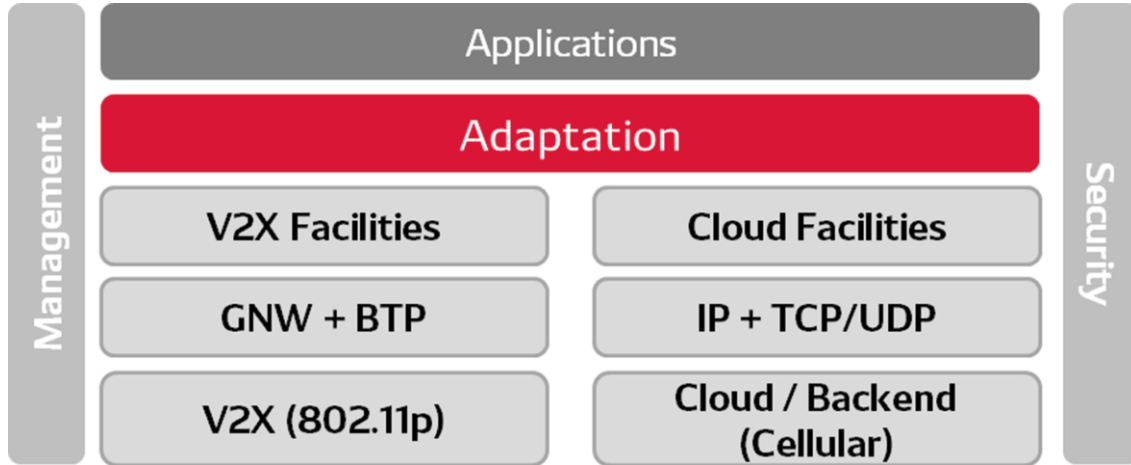 Management
Applications
Adaptation
V2X Facilities
Cloud Facilities
GNW + BTP
IP + TCP/UDP
V2X (802.11p)
Cloud / Backend
(Cellular)
Security